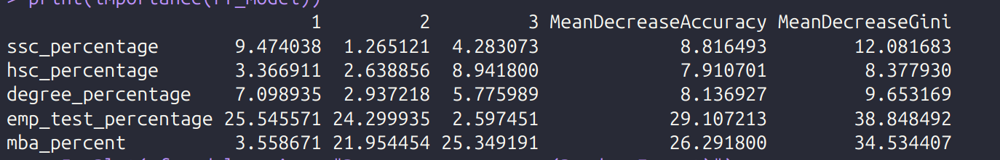 > print(importance(rf_model))
1 2 3 MeanDecreaseAccuracy MeanDecreaseGini
ssc_percentage 9.474038 1.265121 4.283073 8.816493 12.081683
hsc_percentage 3.366911 2.638856 8.941800 7.910701 8.377930
degree_percentage 7.098935 2.937218 5.775989 8.136927 9.653169
emp_test_percentage 25.545571 24.299935 2.597451 29.107213 38.848492
mba_percent 3.558671 21.954454 25.349191 26.291800 34.534407